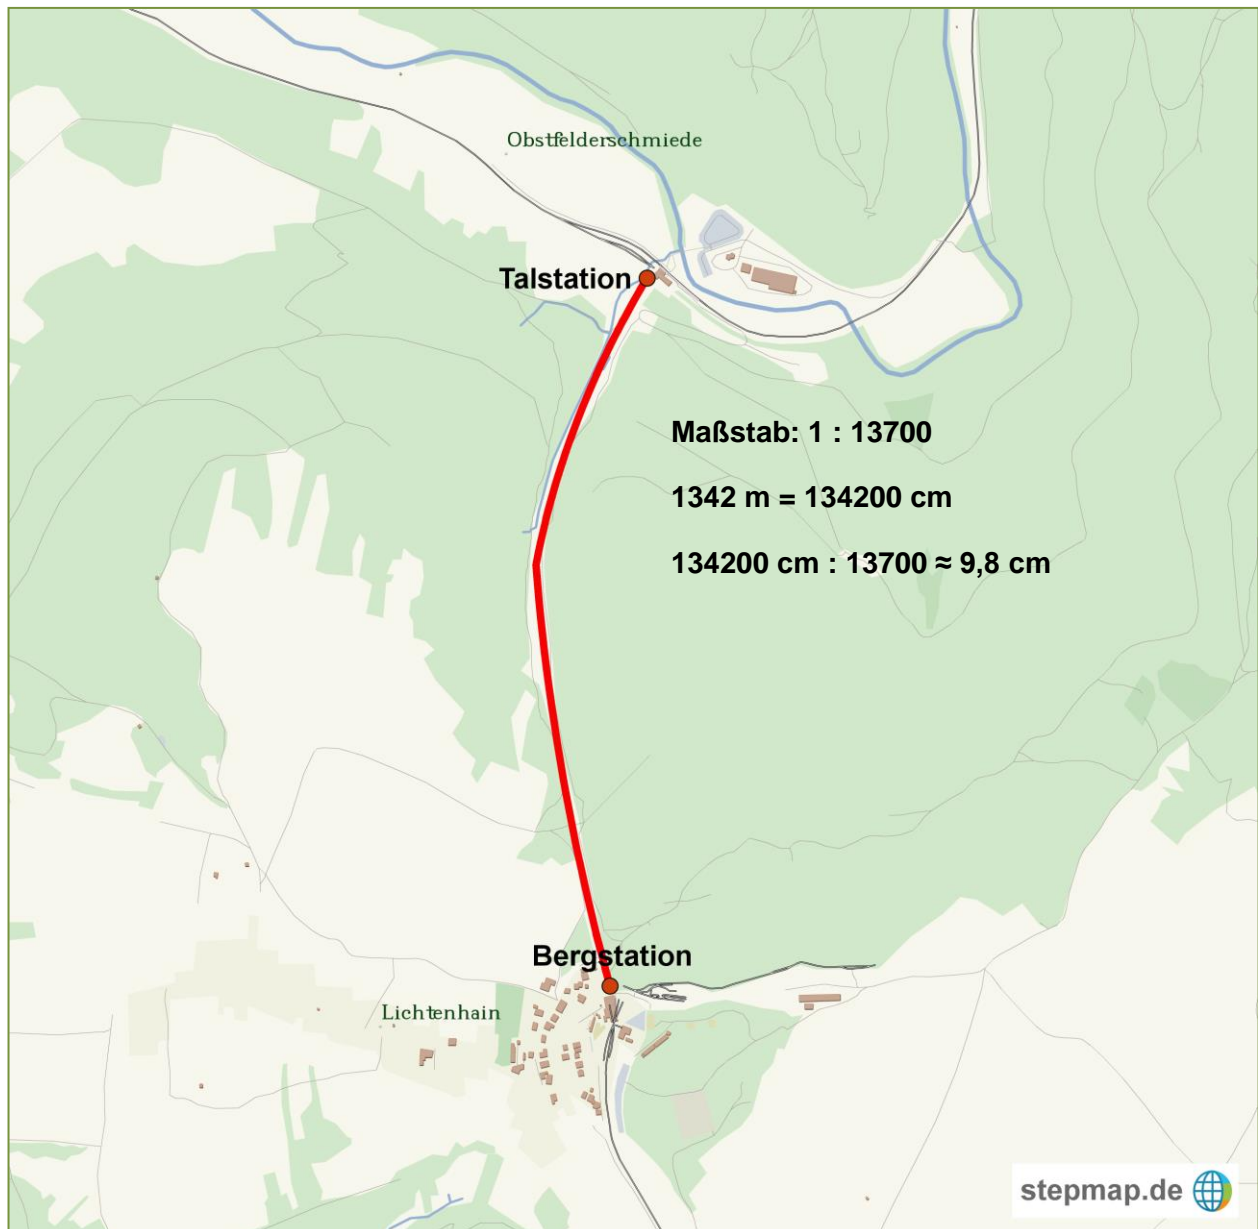 Obstfelderschmiede
Talstation
Maßstab: 1 : 13700
1342 m = 134200 cm
134200 cm : 13700 ≈ 9,8 cm
Bergstation
Lichtenhain
stepmap.de